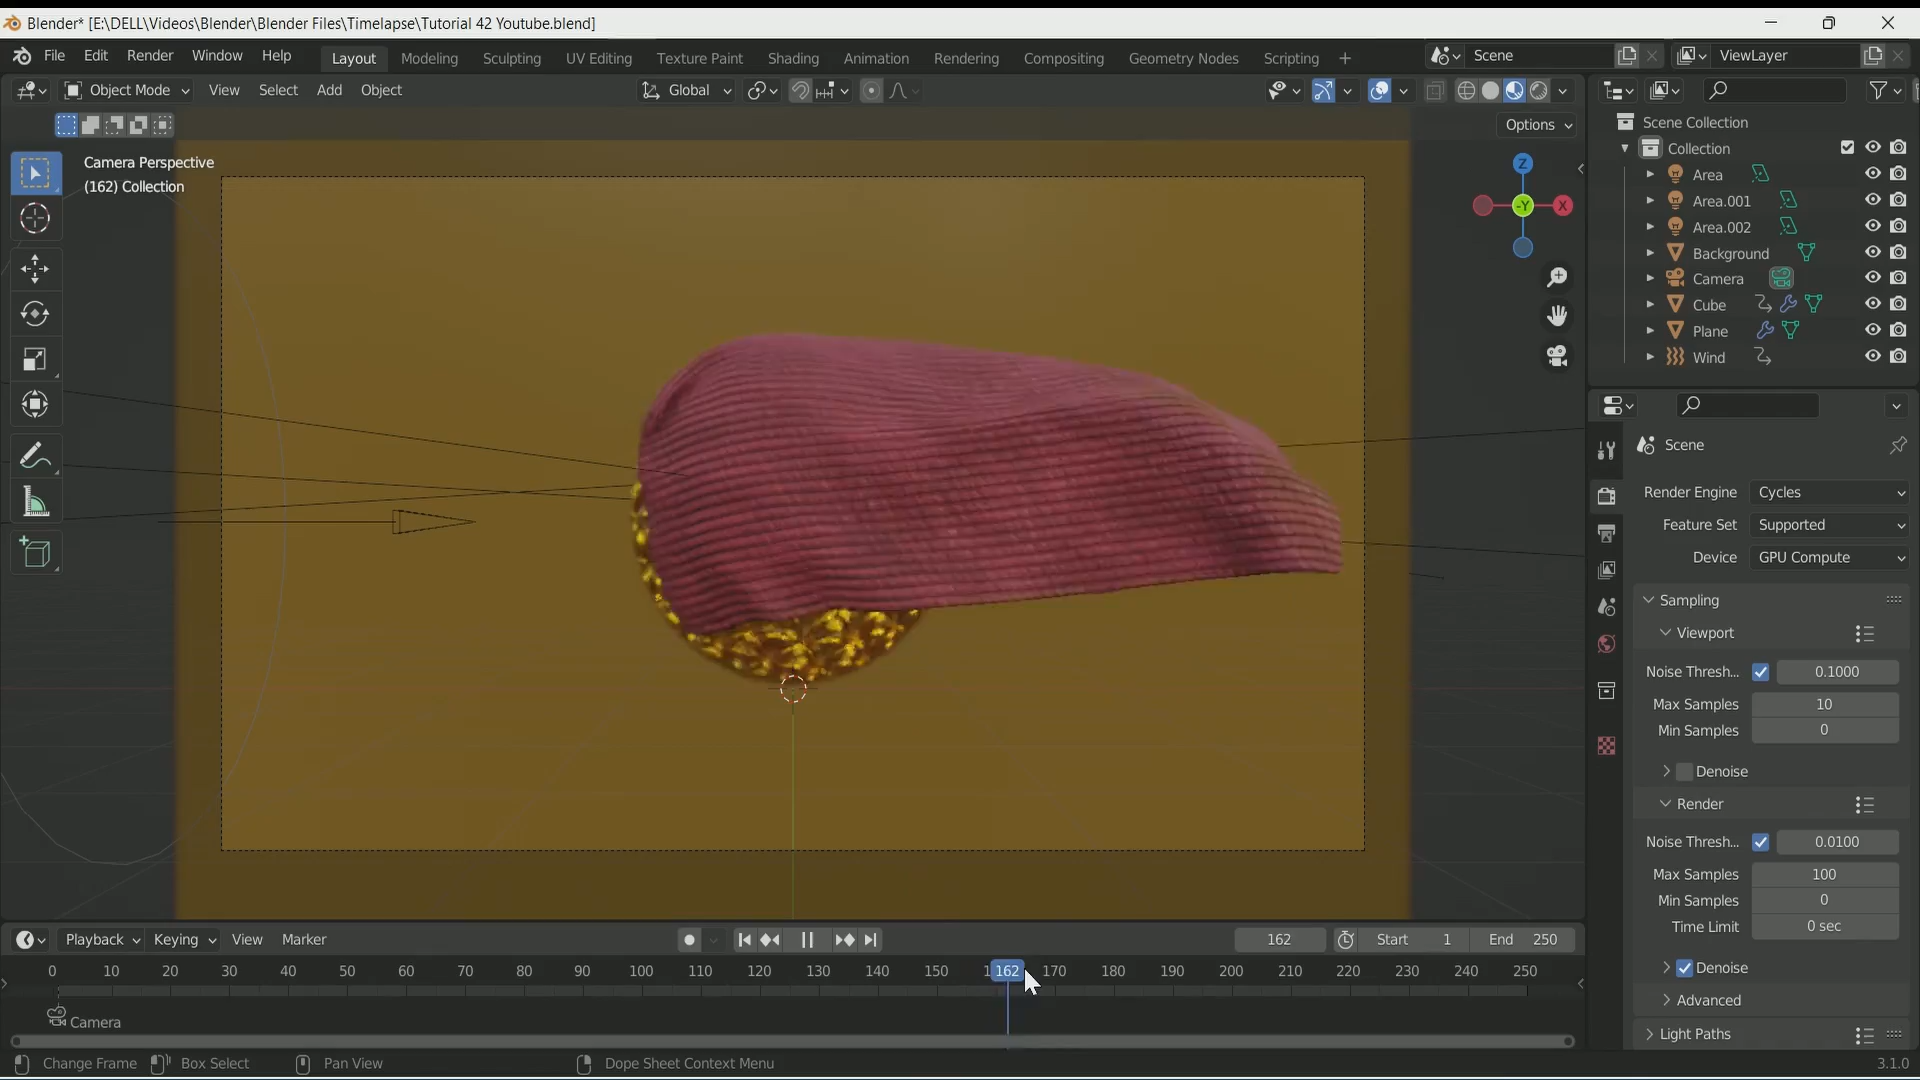 Blender* [E:\DELL\Videos\Blender\Blender Files\Timelapse\Tutorial 42 Youtube.blend]
File Edit Render Window Help Layout Modeling Sculpting UV Editing Texture Paint Shading Animation Rendering Compositing Geometry Nodes Scripting + Scene ViewLayer
Object Mode View Select Add Object Global
Options
Camera Perspective
(162) Collection
Z
-Y
X
Scene Collection
Collection
Area
Area.001
Area.002
Background
Camera
Cube
Plane
Wind
Scene
Render Engine Cycles
Feature Set Supported
Device GPU Compute
Sampling
Viewport
Noise Thresh... 0.1000
Max Samples 10
Min Samples 0
Denoise
Render
Noise Thresh... 0.0100
Max Samples 100
Min Samples 0
Time Limit 0 sec
Denoise
Advanced
Light Paths
Playback Keying View Marker 162 Start 1 End 250
0 10 20 30 40 50 60 70 80 90 100 110 120 130 140 150 162 170 180 190 200 210 220 230 240 250
Camera
Change Frame Box Select Pan View Dope Sheet Context Menu 3.1.0